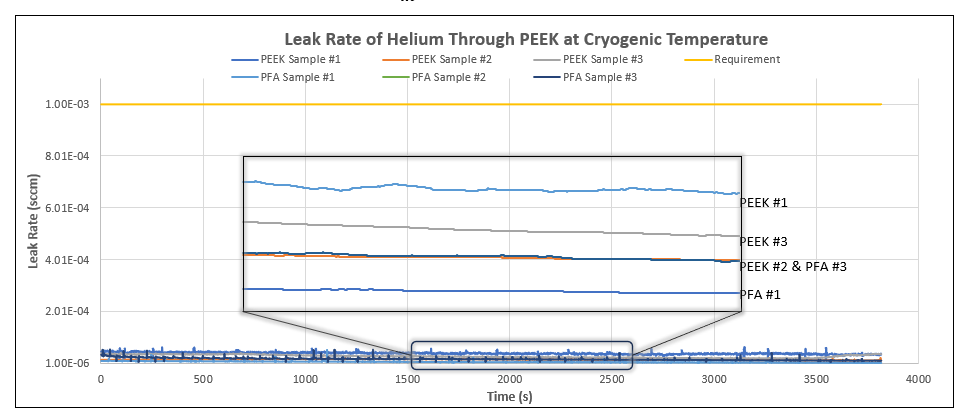 Leak Rate of Helium Through PEEK at Cryogenic Temperature
PEEK Sample #1 PEEK Sample #2 PEEK Sample #3 Requirement
PFA Sample #1 PFA Sample #2 PFA Sample #3
1.00E-03
8.01E-04
6.01E-04
4.01E-04
2.01E-04
1.00E-06
Leak Rate (sccm)
PEEK #1
PEEK #3
PEEK #2 & PFA #3
PFA #1
0 500 1000 1500 2000 2500 3000 3500 4000
Time (s)